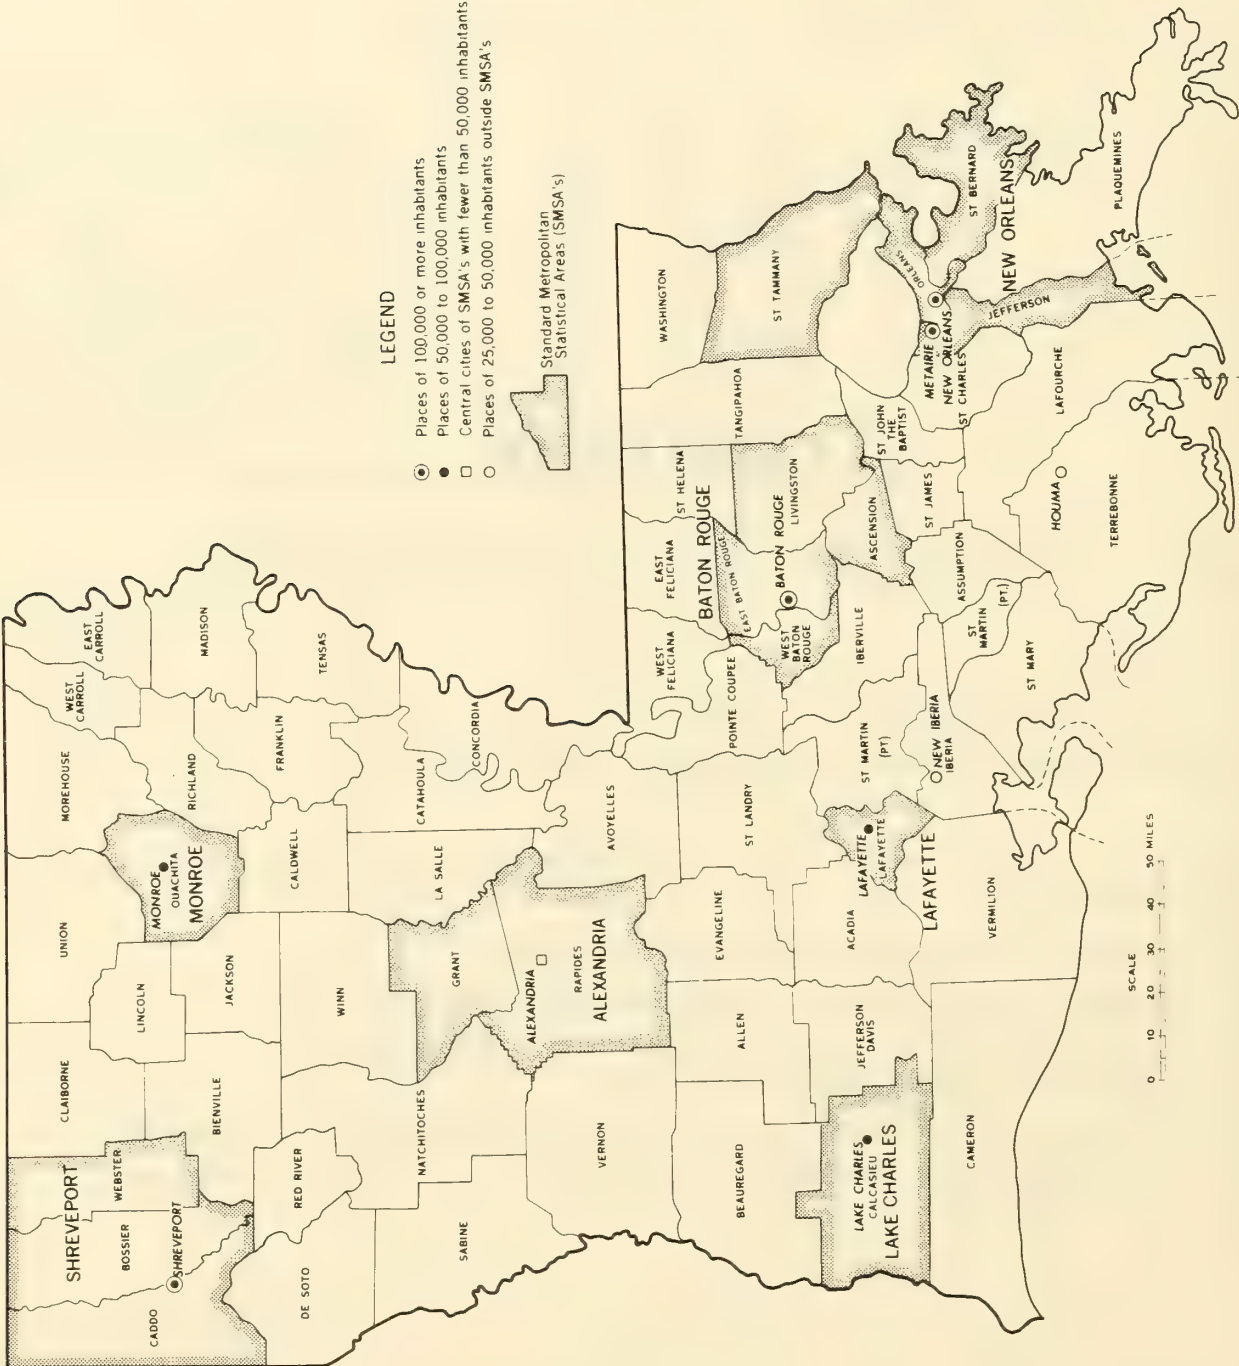 LEGEND
Places of 100,000 or more inhabitants
Places of 50,000 to 100,000 inhabitants
Central cities of SMSA's with fewer than 50,000 inhabitants
Places of 25,000 to 50,000 inhabitants outside SMSA's
Standard Metropolitan
Statistical Areas (SMSA's)
SHREVEPORT
CADDO
BOSSIER
SHREVEPORT
WEBSTER
CLAIBORNE
LINCOLN
UNION
MONROE
OUACHITA
MONROE
MOREHOUSE
WEST
CARROLL
EAST
CARROLL
MADISON
RICHLAND
JACKSON
BIENVILLE
RED RIVER
DE SOTO
NATCHITOCHES
WINN
CALDWELL
FRANKLIN
TENSAS
CATAHOULA
CONCORDIA
LA SALLE
GRANT
SABINE
VERNON
ALEXANDRIA
RAPIDES
ALEXANDRIA
AVOYELLES
BEAUREGARD
ALLEN
EVANGELINE
ST LANDRY
POINTE COUPEE
WEST
FELICIANA
EAST
FELICIANA
ST HELENA
BATON ROUGE
EAST BATON ROUGE
BATON ROUGE
WEST
BATON
ROUGE
LIVINGSTON
TANGIPAHOA
WASHINGTON
ST TAMMANY
LAKE CHARLES
CALCASIEU
LAKE CHARLES
JEFFERSON
DAVIS
ACADIA
LAFAYETTE
LAFAYETTE
LAFAYETTE
ST MARTIN
(PT)
IBERVILLE
ASCENSION
ST JAMES
ST JOHN
THE
BAPTIST
ST CHARLES
METAIRIE
NEW ORLEANS
ORLEANS
ST BERNARD
NEW ORLEANS
JEFFERSON
PLAQUEMINES
CAMERON
VERMILION
NEW IBERIA
IBERIA
ST MARY
ST
MARTIN
(PT.)
ASSUMPTION
HOUMA
TERREBONNE
LAFOURCHE
SCALE
0 10 20 30 40 50 MILES